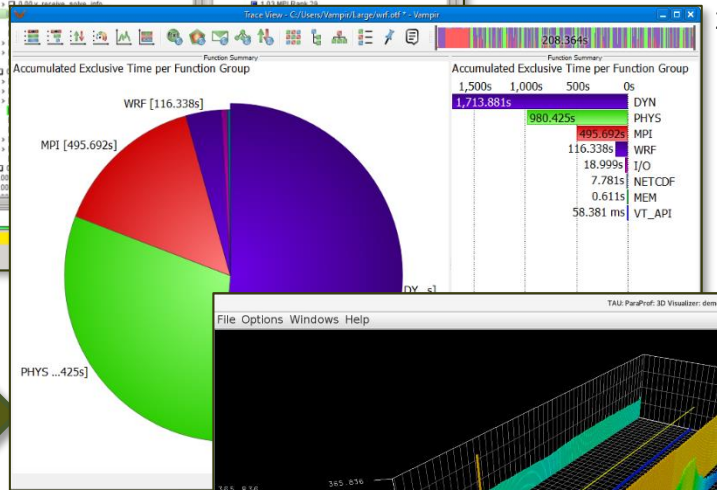 Trace View - C:/Users/Vampir/Large/wrf.otf * - Vampir
208.364s
Function Summary
Function Summary
Accumulated Exclusive Time per Function Group
Accumulated Exclusive Time per Function Group
1,500s 1,000s 500s 0s
1,713.881s DYN
980.425s PHYS
495.692s MPI
116.338s WRF
18.999s I/O
7.781s NETCDF
0.611s MEM
58.381 ms VT_API
WRF [116.338s]
MPI [495.692s]
DY... s]
PHYS ...425s]
TAU: ParaProf: 3D Visualizer: dem
File Options Windows Help
365.836
365.836